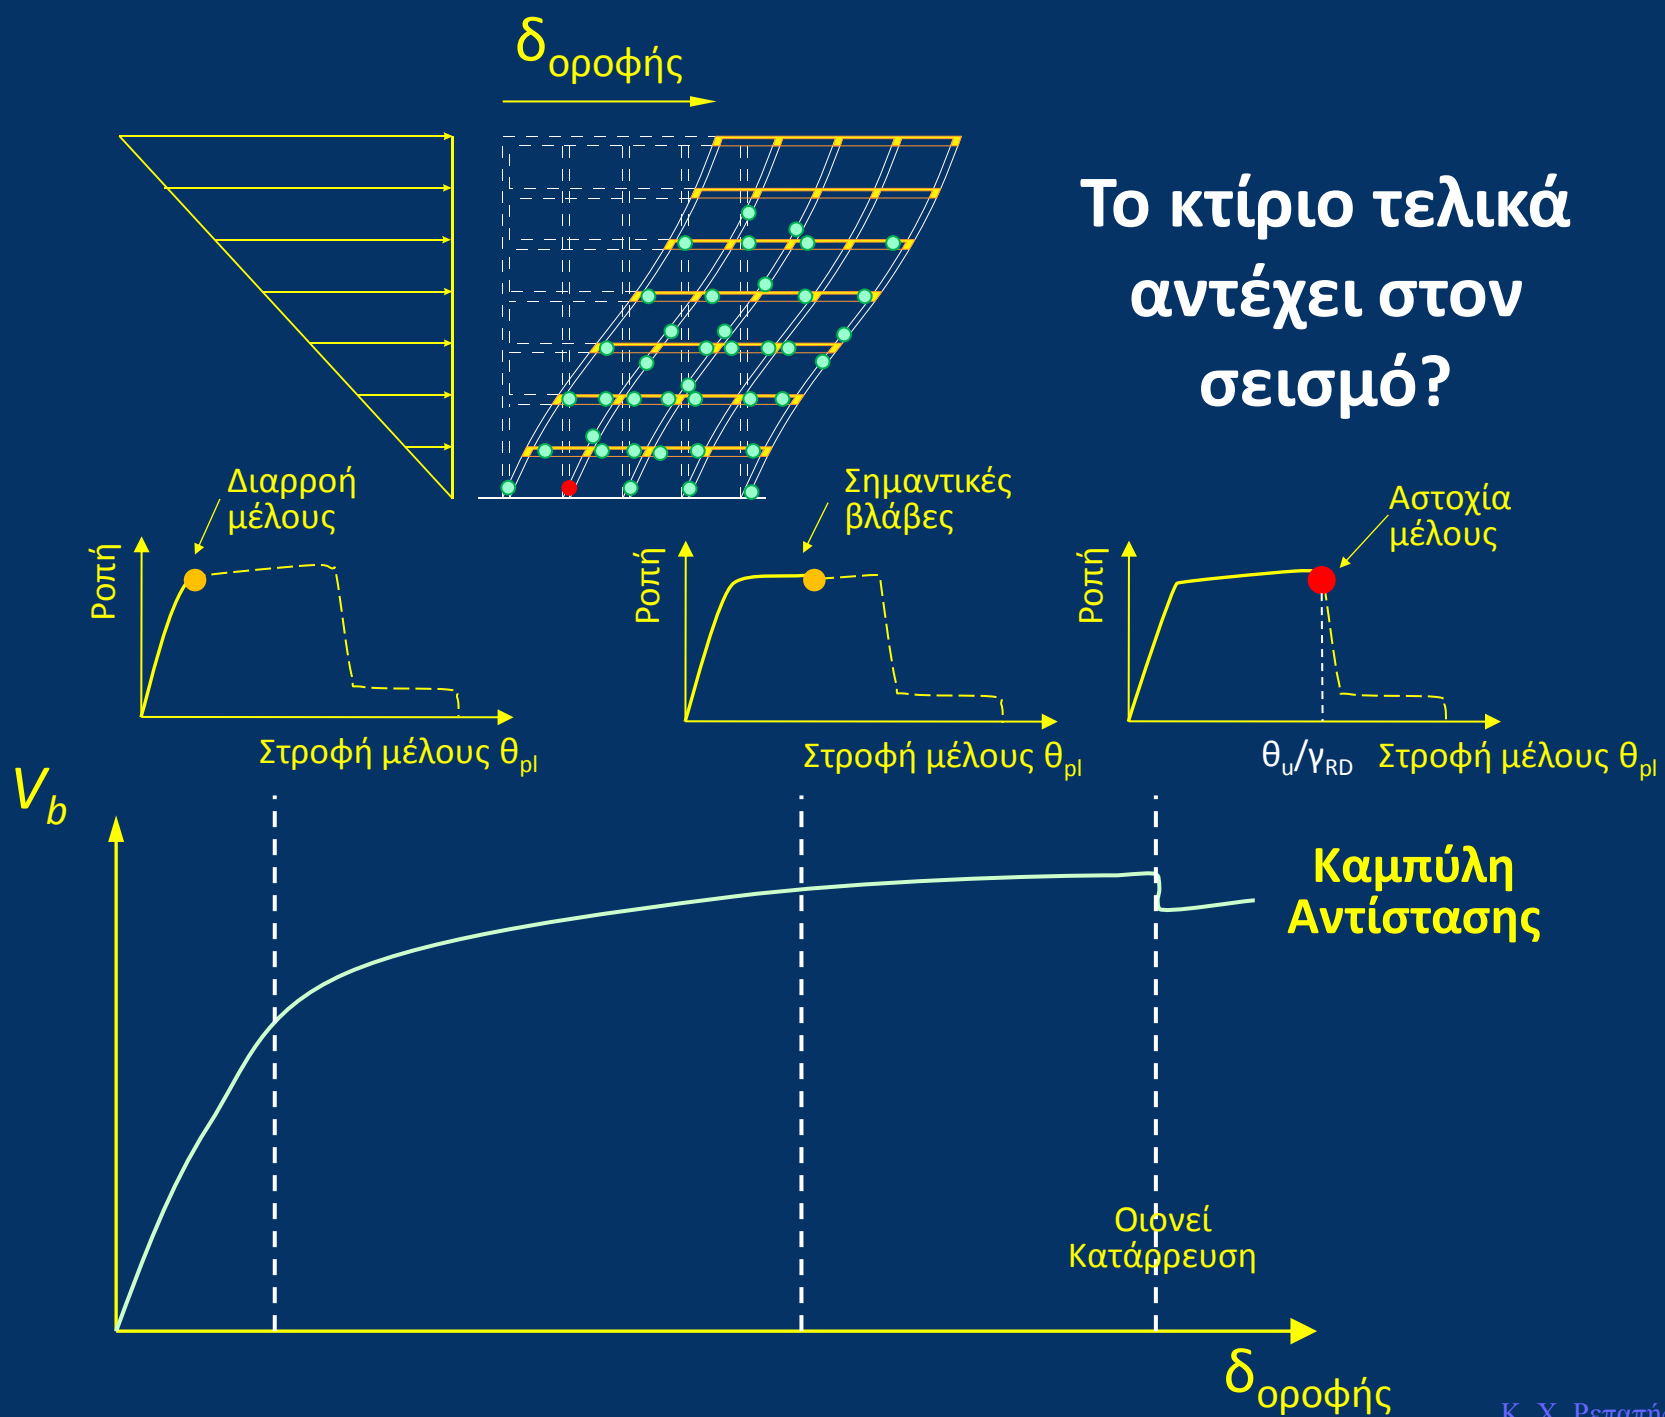 δοροφής
Το κτίριο τελικά
αντέχει στον
σεισμό?
Διαρροή
μέλους
Ροπή
Στροφή μέλους θpl
Σημαντικές
βλάβες
Ροπή
Στροφή μέλους θpl
Αστοχία
μέλους
Ροπή
θu/γRD
Στροφή μέλους θpl
Vb
Καμπύλη
Αντίστασης
Οιονεί
Κατάρρευση
δοροφής
Κ. Χ.